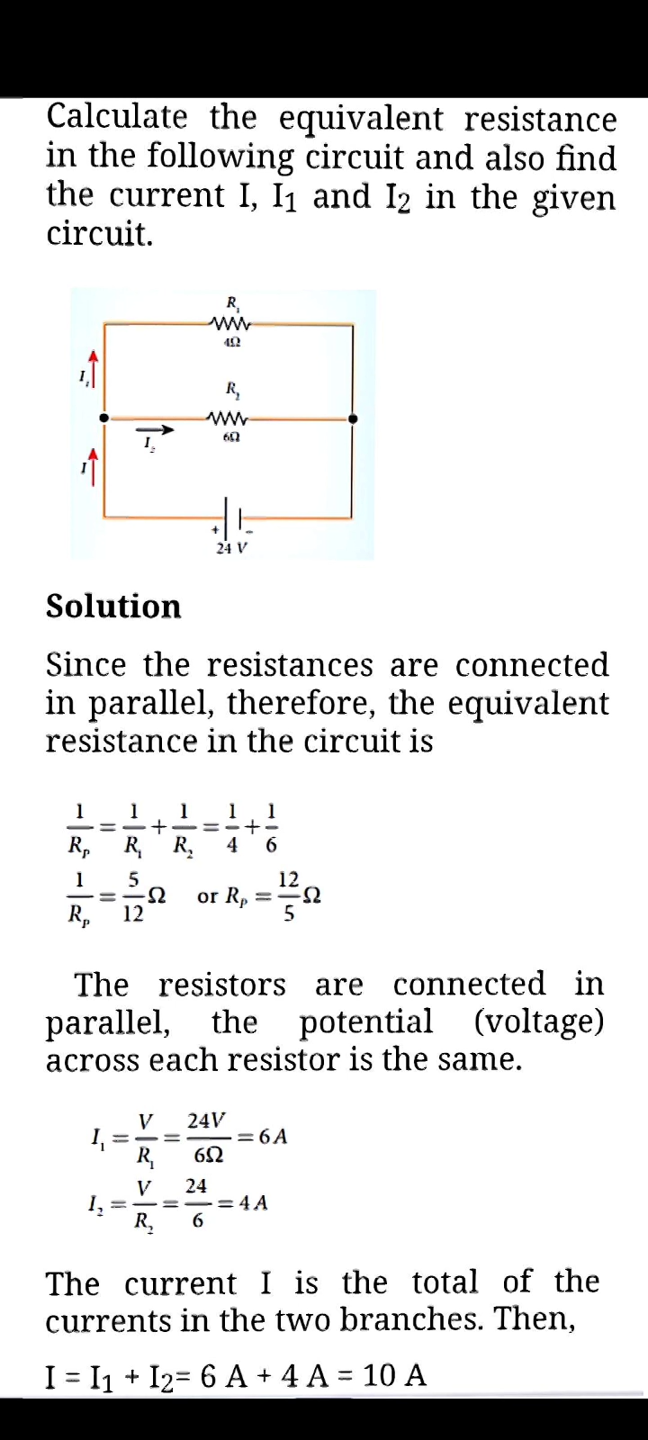 Calculate the equivalent resistance
in the following circuit and also find
the current I, I₁ and I₂ in the given
circuit.
R₁
4Ω
I₁
R₂
I₂
6Ω
I
+ -
24 V
Solution
Since the resistances are connected
in parallel, therefore, the equivalent
resistance in the circuit is
1/Rₚ = 1/R₁ + 1/R₂ = 1/4 + 1/6
1/Rₚ = 5/12 Ω or Rₚ = 12/5 Ω
The resistors are connected in
parallel, the potential (voltage)
across each resistor is the same.
I₁ = V/R₁ = 24V/6Ω = 6 A
I₂ = V/R₂ = 24/6 = 4 A
The current I is the total of the
currents in the two branches. Then,
I = I₁ + I₂= 6 A + 4 A = 10 A